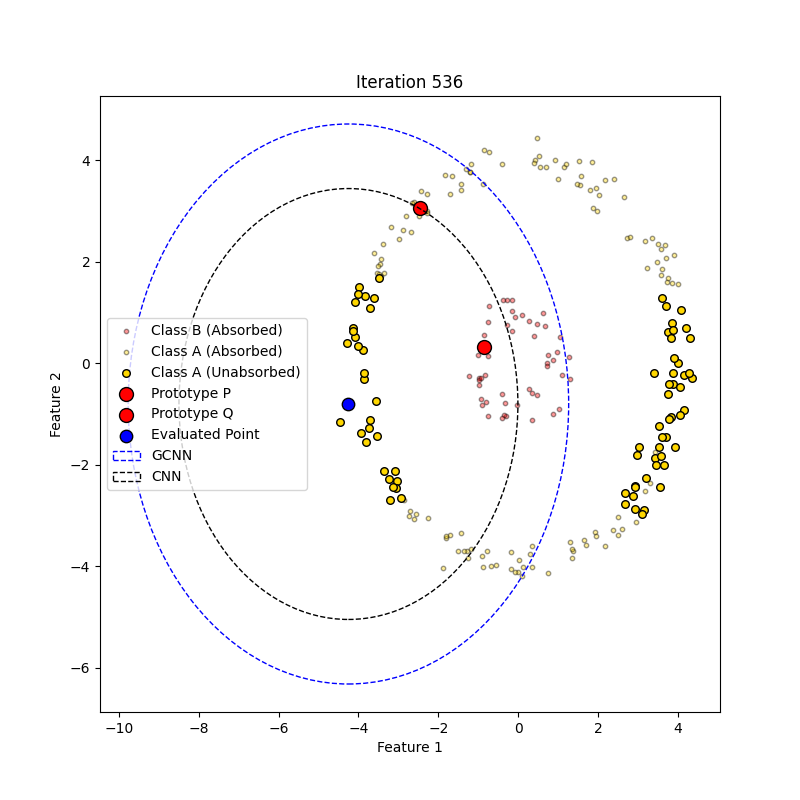 Iteration 536
4
2
0
−2
−4
−6
Feature 2
Class B (Absorbed)
Class A (Absorbed)
Class A (Unabsorbed)
Prototype P
Prototype Q
Evaluated Point
GCNN
CNN
−10
−8
−6
−4
−2
0
2
4
Feature 1